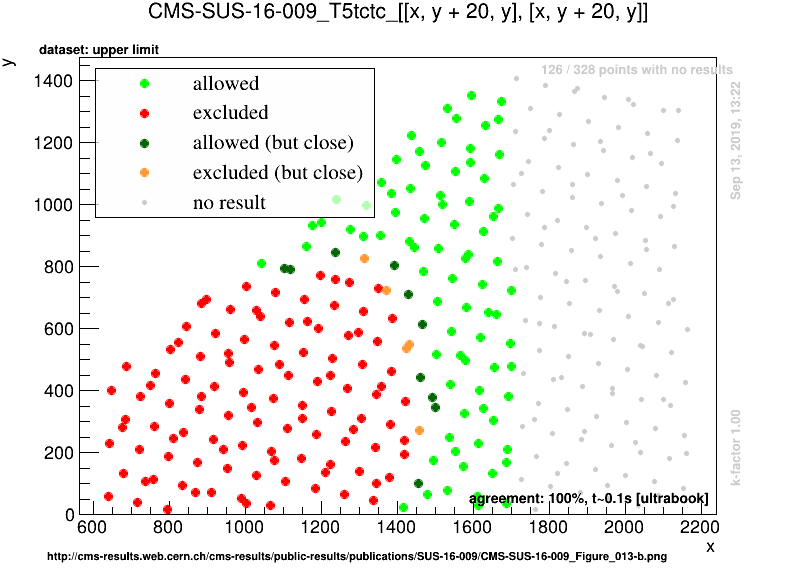 CMS-SUS-16-009_T5tctc_[[x, y + 20, y], [x, y + 20, y]]
dataset: upper limit
y
126 / 328 points with no results
allowed
excluded
allowed (but close)
excluded (but close)
no result
1400
1200
1000
800
600
400
200
0
Sep 13, 2019, 13:22
k-factor 1.00
agreement: 100%, t~0.1s [ultrabook]
600 800 1000 1200 1400 1600 1800 2000 2200
x
http://cms-results.web.cern.ch/cms-results/public-results/publications/SUS-16-009/CMS-SUS-16-009_Figure_013-b.png